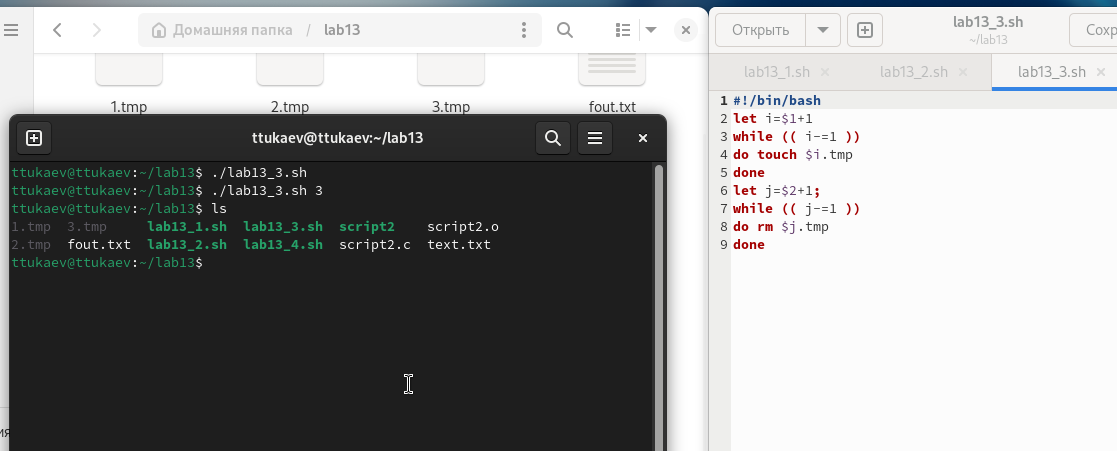 Домашняя папка / lab13
1.tmp 2.tmp 3.tmp fout.txt
ttukaev@ttukaev:~/lab13
ttukaev@ttukaev:~/lab13$ ./lab13_3.sh
ttukaev@ttukaev:~/lab13$ ./lab13_3.sh 3
ttukaev@ttukaev:~/lab13$ ls
1.tmp 3.tmp lab13_1.sh lab13_3.sh script2 script2.o
2.tmp fout.txt lab13_2.sh lab13_4.sh script2.c text.txt
ttukaev@ttukaev:~/lab13$
Открыть
lab13_3.sh
~/lab13
lab13_1.sh lab13_2.sh lab13_3.sh
1 #!/bin/bash
2 let i=$1+1
3 while (( i-=1 ))
4 do touch $i.tmp
5 done
6 let j=$2+1;
7 while (( j-=1 ))
8 do rm $j.tmp
9 done